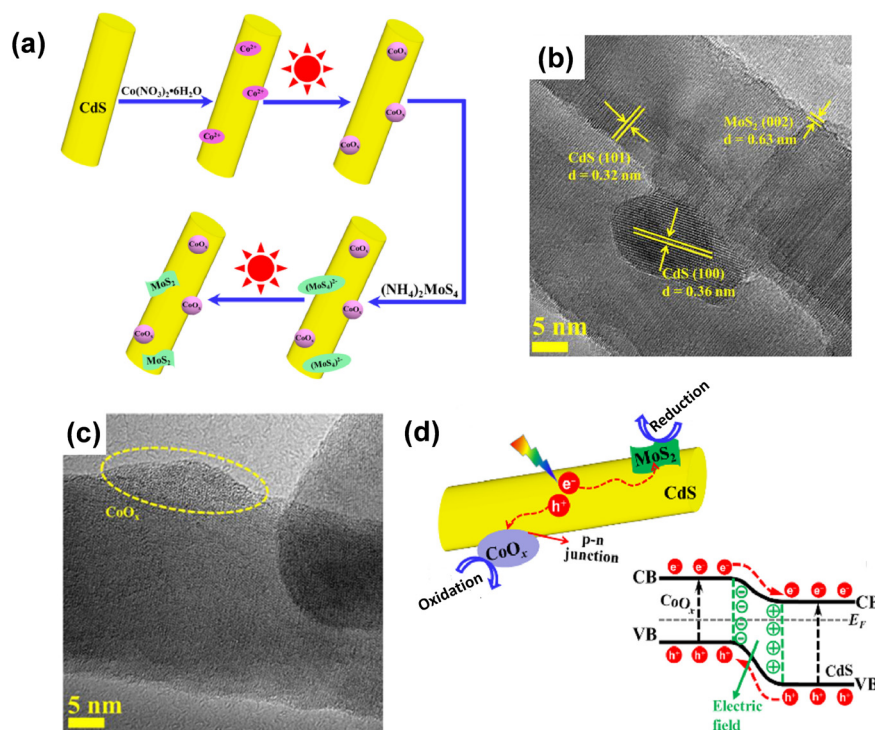 (a)
CdS
Co(NO₃)₂•6H₂O
Co²⁺
Co²⁺
Co²⁺
CoOₓ
CoOₓ
CoOₓ
(NH₄)₂MoS₄
CoOₓ
(MoS₄)²⁻
CoOₓ
CoOₓ
(MoS₄)²⁻
CoOₓ
MoS₂
CoOₓ
CoOₓ
MoS₂
(b)
CdS (101)
d = 0.32 nm
MoS₂ (002)
d = 0.63 nm
CdS (100)
d = 0.36 nm
5 nm
(c)
CoOₓ
5 nm
(d)
Reduction
MoS₂
e⁻
h⁺
CdS
CoOₓ
p-n
junction
Oxidation
e⁻ e⁻ e⁻
CB
CoOₓ
VB
h⁺ h⁺ h⁺
e⁻ e⁻ e⁻
CB
E_F
CdS
VB
h⁺ h⁺ h⁺
Electric
field